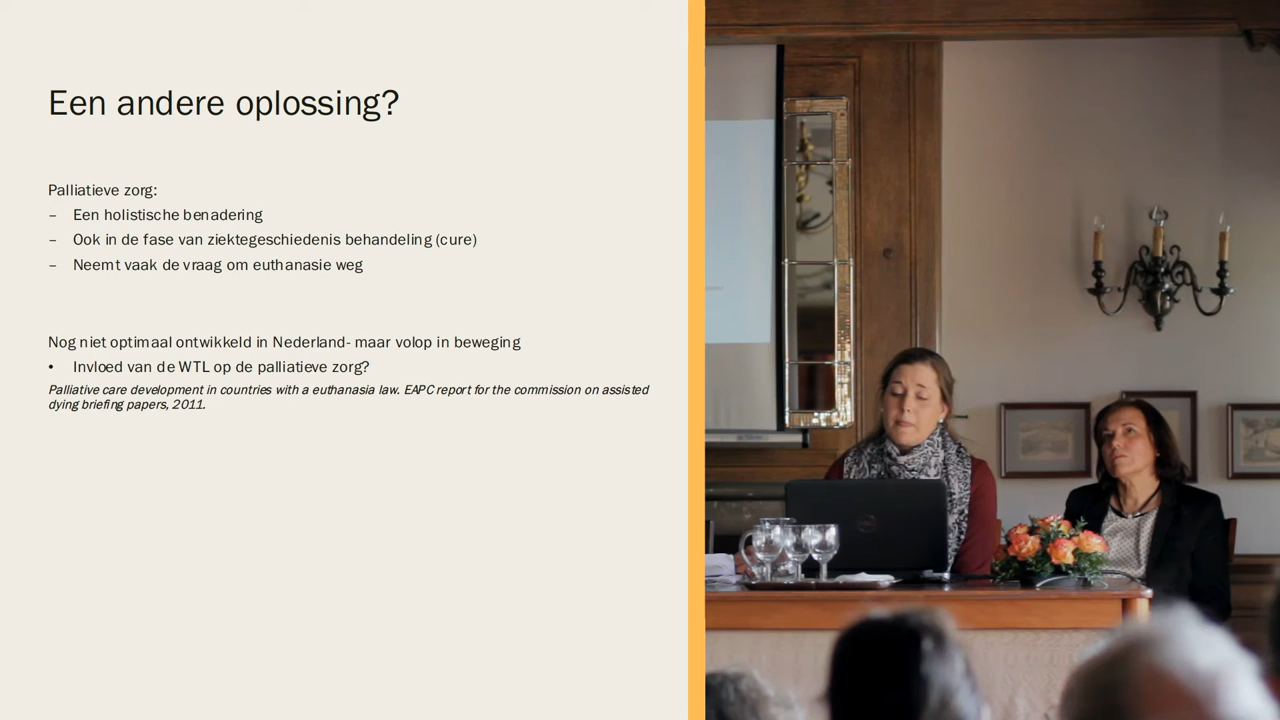 Een andere oplossing?
Palliatieve zorg:
– Een holistische benadering
– Ook in de fase van ziektegeschiedenis behandeling (cure)
– Neemt vaak de vraag om euthanasie weg
Nog niet optimaal ontwikkeld in Nederland- maar volop in beweging
• Invloed van de WTL op de palliatieve zorg?
Palliative care development in countries with a euthanasia law. EAPC report for the commission on assisted
dying briefing papers, 2011.